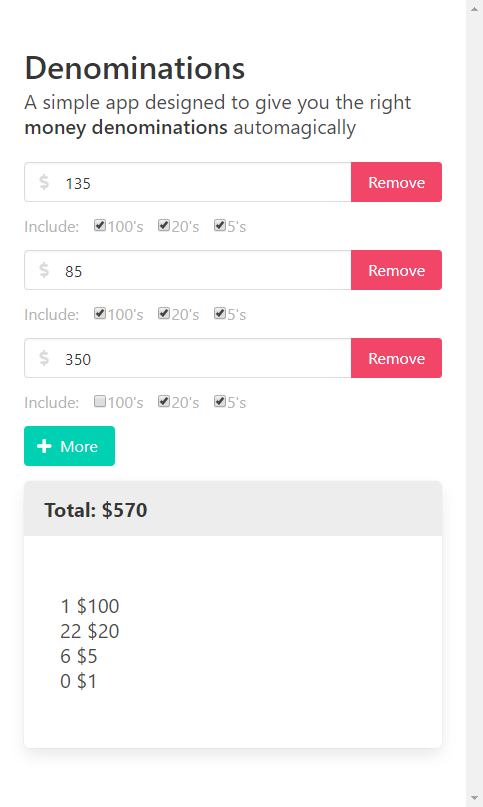 Denominations
A simple app designed to give you the right
money denominations automagically
$ 135 Remove
Include: 100's 20's 5's
$ 85 Remove
Include: 100's 20's 5's
$ 350 Remove
Include: 100's 20's 5's
More
Total: $570
1 $100
22 $20
6 $5
0 $1